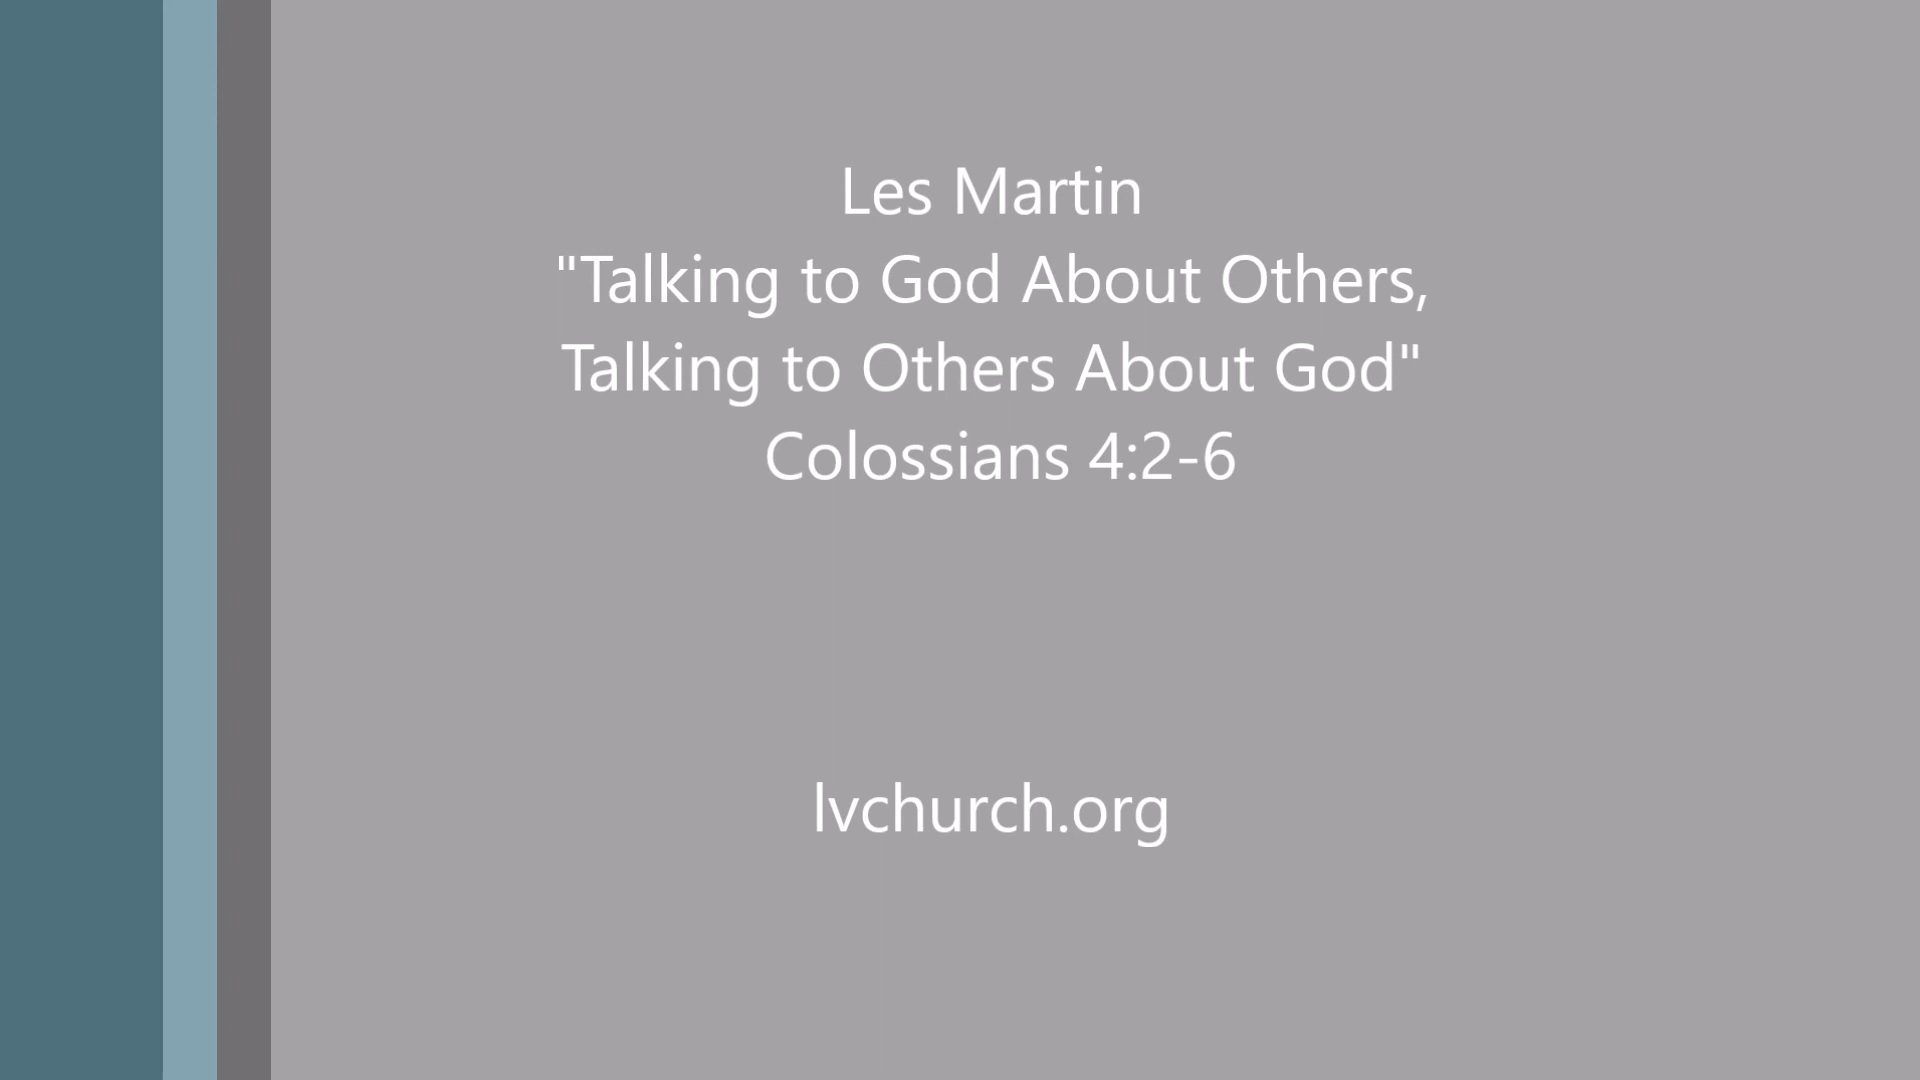 Les Martin
"Talking to God About Others,
Talking to Others About God"
Colossians 4:2-6
lvchurch.org